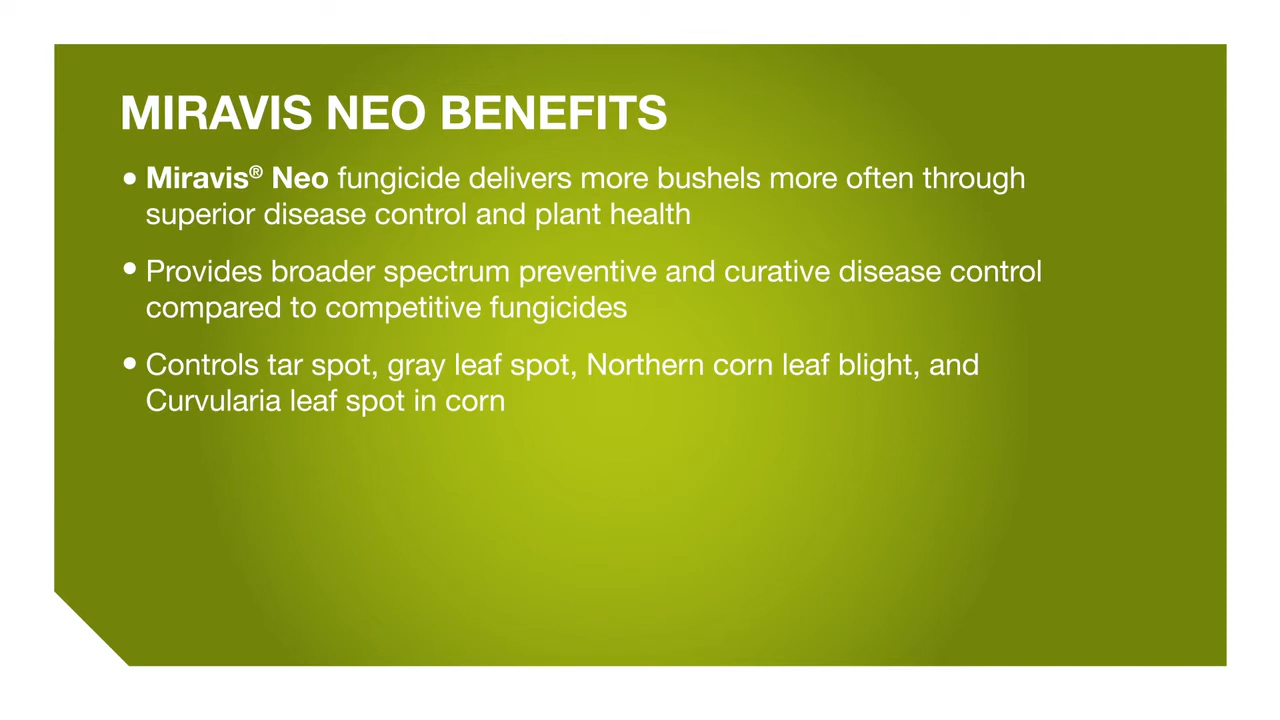 MIRAVIS NEO BENEFITS
• Miravis® Neo fungicide delivers more bushels more often through
superior disease control and plant health
• Provides broader spectrum preventive and curative disease control
compared to competitive fungicides
• Controls tar spot, gray leaf spot, Northern corn leaf blight, and
Curvularia leaf spot in corn